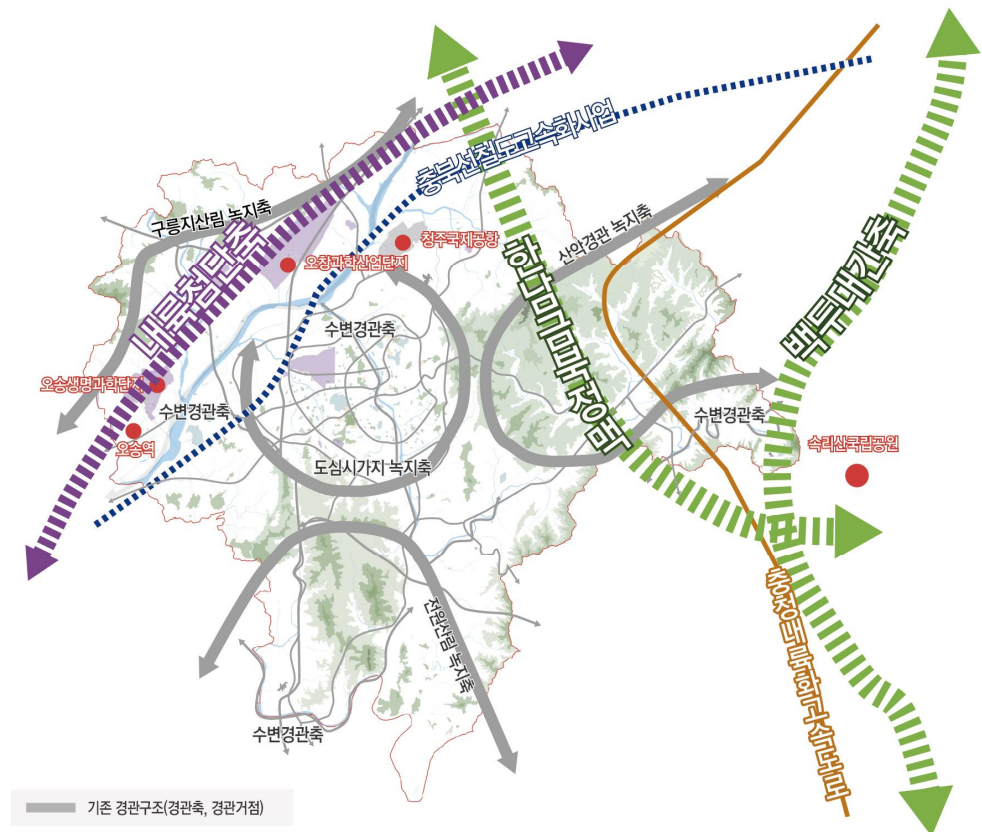 충북선철도고속화사업
구릉지산림 녹지축
내륙첨단축
청주국제공항
오창과학산업단지
산악경관 녹지축
한남금북정맥
백두대간축
수변경관축
오송생명과학단지
수변경관축
오송역
수변경관축
속리산국립공원
도심시가지 녹지축
전원산림 녹지축
충청내륙화고속도로
수변경관축
기존 경관구조(경관축, 경관거점)